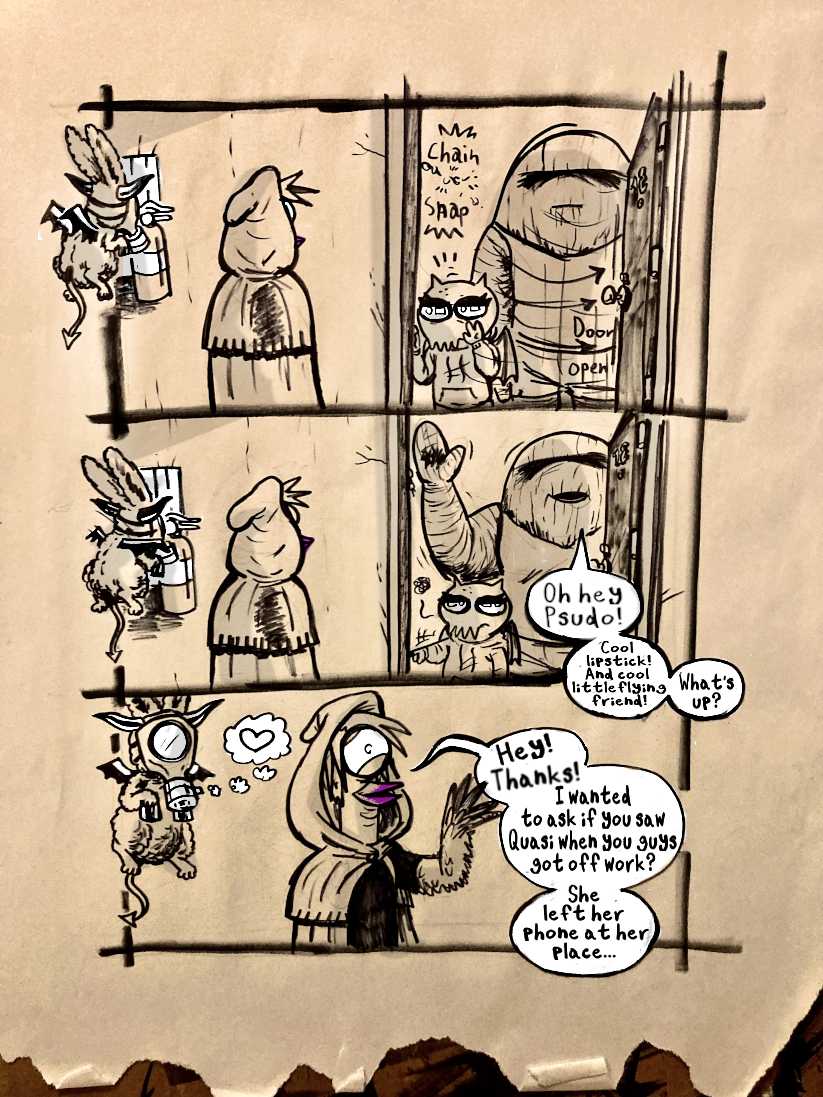 Chain
Snap
Door
open
Oh hey
Psudo!
Cool
lipstick!
And cool
little flying
friend!
What's
up?
Hey!
Thanks!
I wanted
to ask if you saw
Quasi when you guys
got off work?
She
left her
phone at her
place...